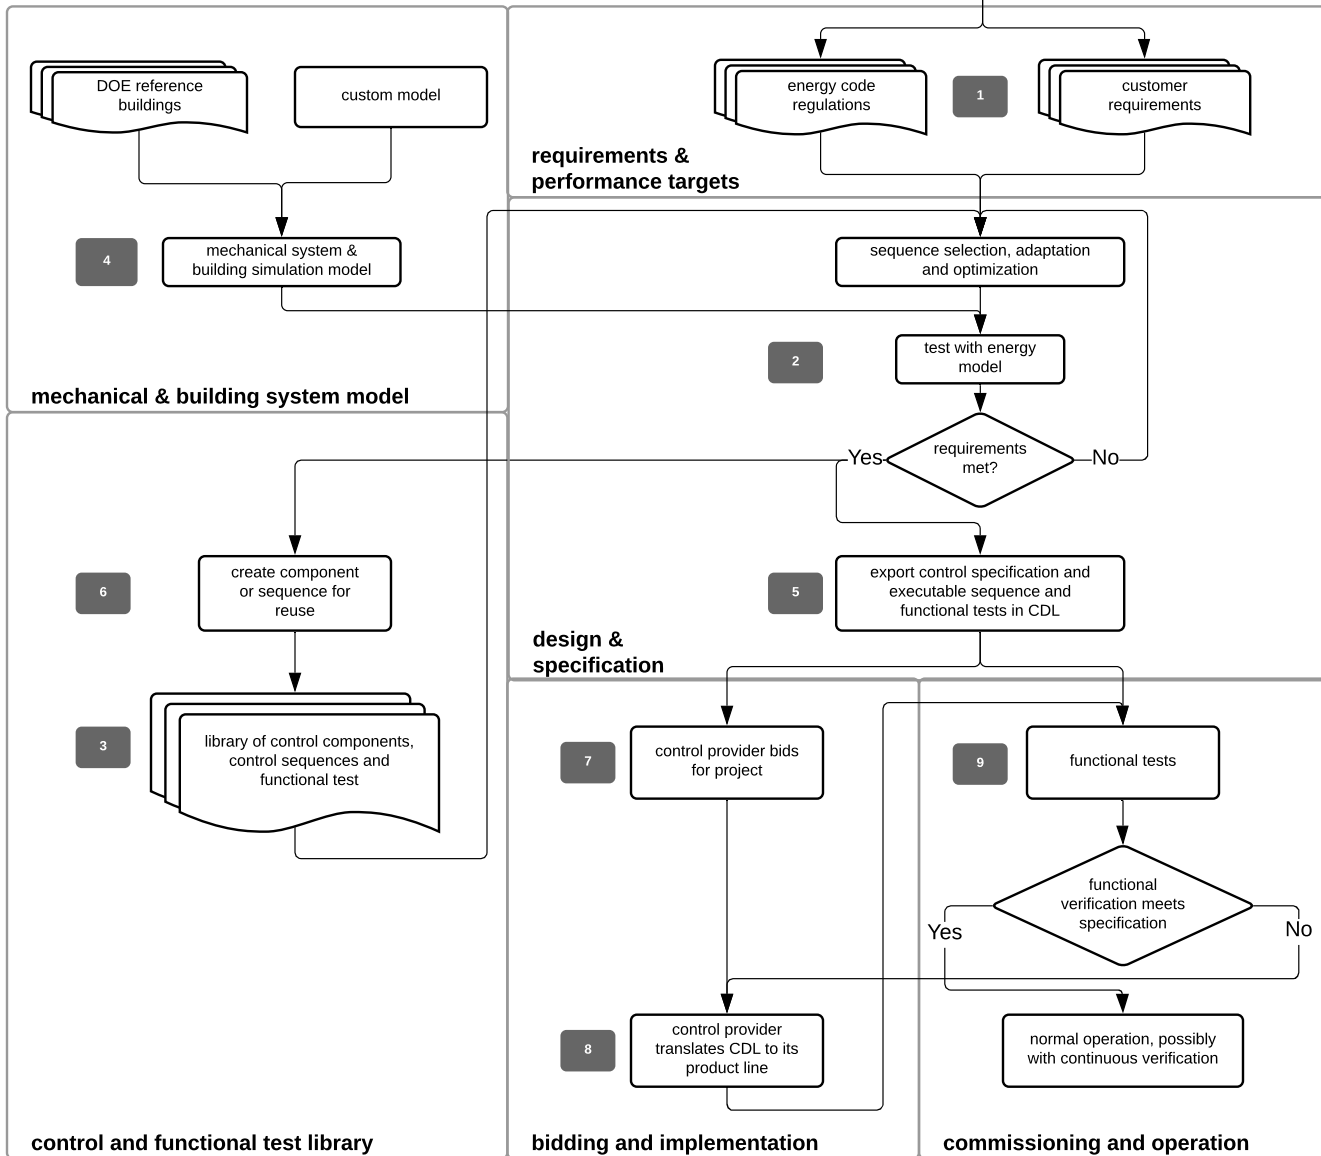 DOE reference
buildings
custom model
4
mechanical system &
building simulation model
mechanical & building system model
energy code
regulations
1
customer
requirements
requirements &
performance targets
sequence selection, adaptation
and optimization
2
test with energy
model
requirements
met?
Yes
No
5
export control specification and
executable sequence and
functional tests in CDL
design &
specification
6
create component
or sequence for
reuse
3
library of control components,
control sequences and
functional test
control and functional test library
7
control provider bids
for project
8
control provider
translates CDL to its
product line
bidding and implementation
9
functional tests
functional
verification meets
specification
Yes
No
normal operation, possibly
with continuous verification
commissioning and operation